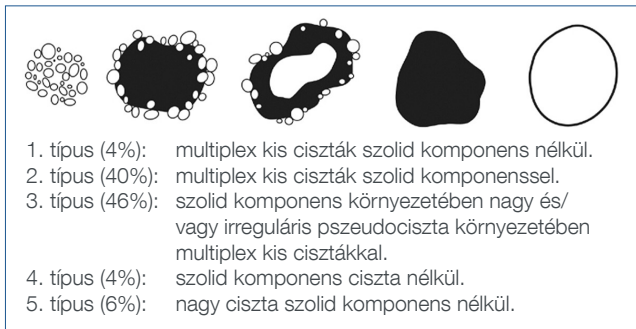 1. típus (4%): multiplex kis ciszták szolid komponens nélkül.
2. típus (40%): multiplex kis ciszták szolid komponenssel.
3. típus (46%): szolid komponens környezetében nagy és/
vagy irreguláris pszeudociszta környezetében
multiplex kis cisztákkal.
4. típus (4%): szolid komponens ciszta nélkül.
5. típus (6%): nagy ciszta szolid komponens nélkül.